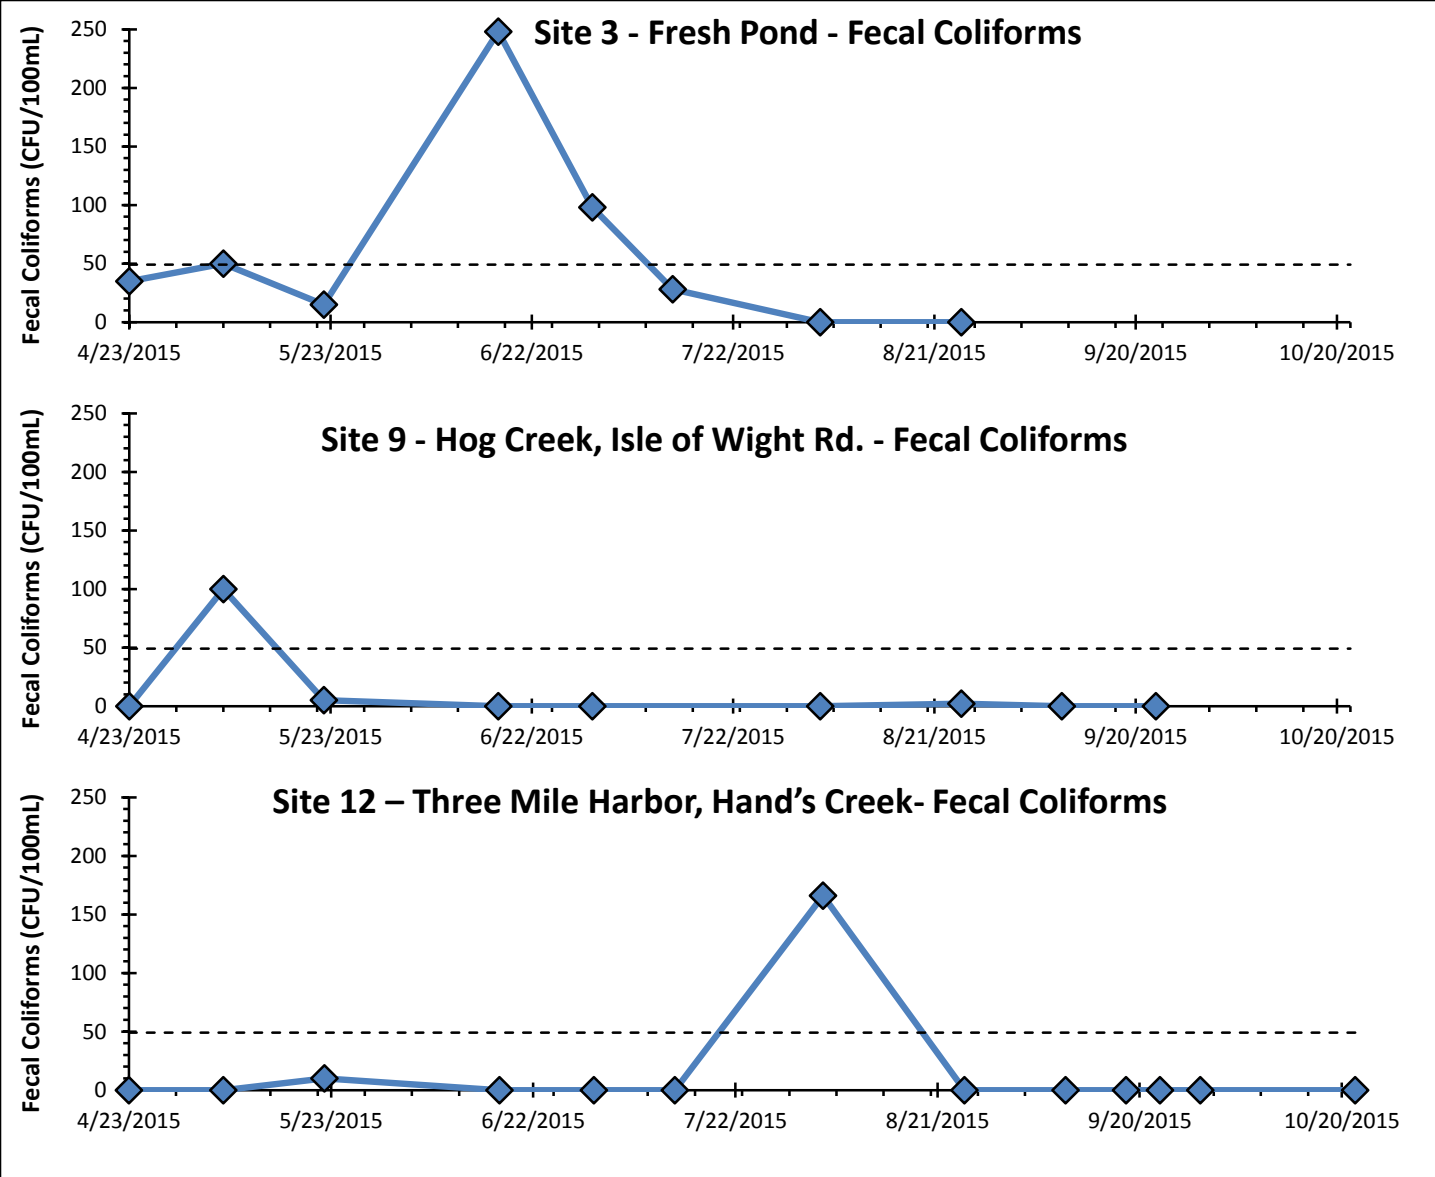 Site 3 - Fresh Pond - Fecal Coliforms
Fecal Coliforms (CFU/100mL)
250
200
150
100
50
0
4/23/2015 5/23/2015 6/22/2015 7/22/2015 8/21/2015 9/20/2015 10/20/2015
Site 9 - Hog Creek, Isle of Wight Rd. - Fecal Coliforms
Fecal Coliforms (CFU/100mL)
250
200
150
100
50
0
4/23/2015 5/23/2015 6/22/2015 7/22/2015 8/21/2015 9/20/2015 10/20/2015
Site 12 – Three Mile Harbor, Hand’s Creek- Fecal Coliforms
Fecal Coliforms (CFU/100mL)
250
200
150
100
50
0
4/23/2015 5/23/2015 6/22/2015 7/22/2015 8/21/2015 9/20/2015 10/20/2015